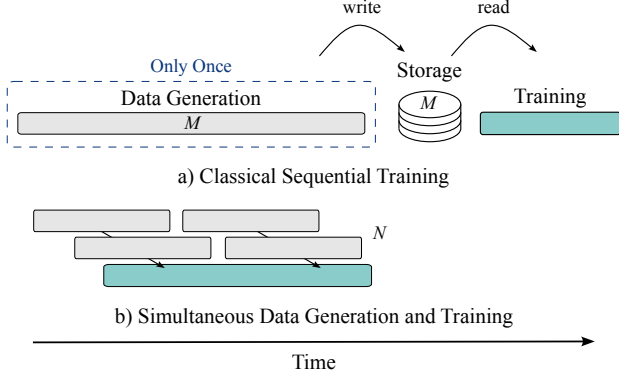 write
read
Only Once
Storage
Data Generation
M
M
Training
a) Classical Sequential Training
N
b) Simultaneous Data Generation and Training
Time